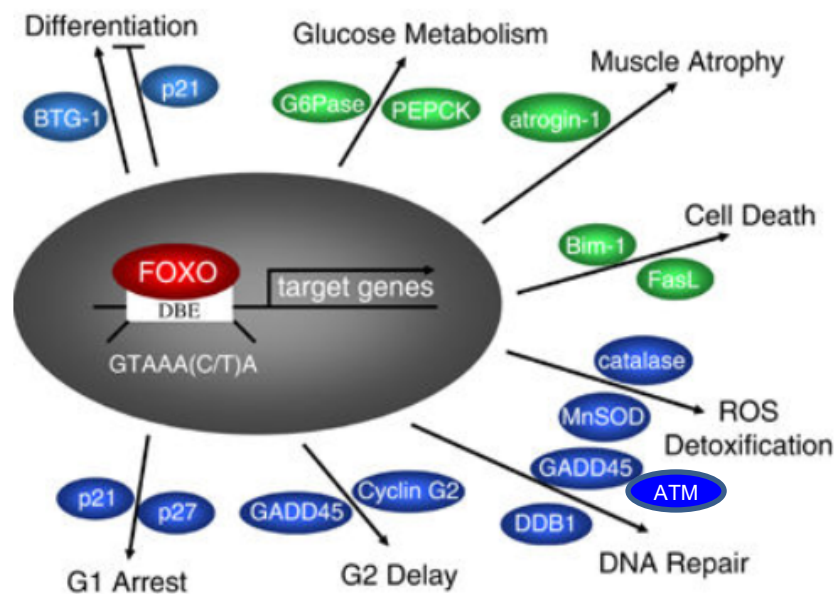 Differentiation
BTG-1
p21
Glucose Metabolism
G6Pase
PEPCK
Muscle Atrophy
atrogin-1
Cell Death
Bim-1
FasL
FOXO
DBE
target genes
GTAAA(C/T)A
catalase
MnSOD
ROS
Detoxification
GADD45
ATM
DDB1
DNA Repair
GADD45
Cyclin G2
G2 Delay
p21
p27
G1 Arrest